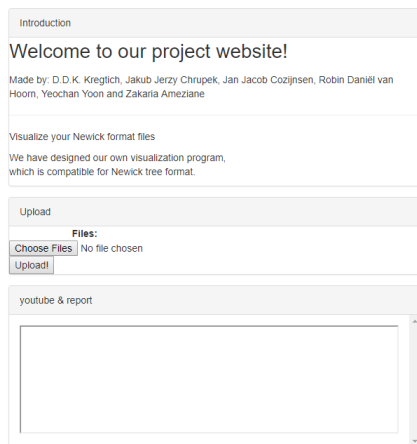 Introduction
Welcome to our project website!
Made by: D.D.K. Kregtich, Jakub Jerzy Chrupek, Jan Jacob Cozijnsen, Robin Daniël van
Hoorn, Yeochan Yoon and Zakaria Ameziane
Visualize your Newick format files
We have designed our own visualization program,
which is compatible for Newick tree format.
Upload
Files:
Choose Files No file chosen
Upload!
youtube & report